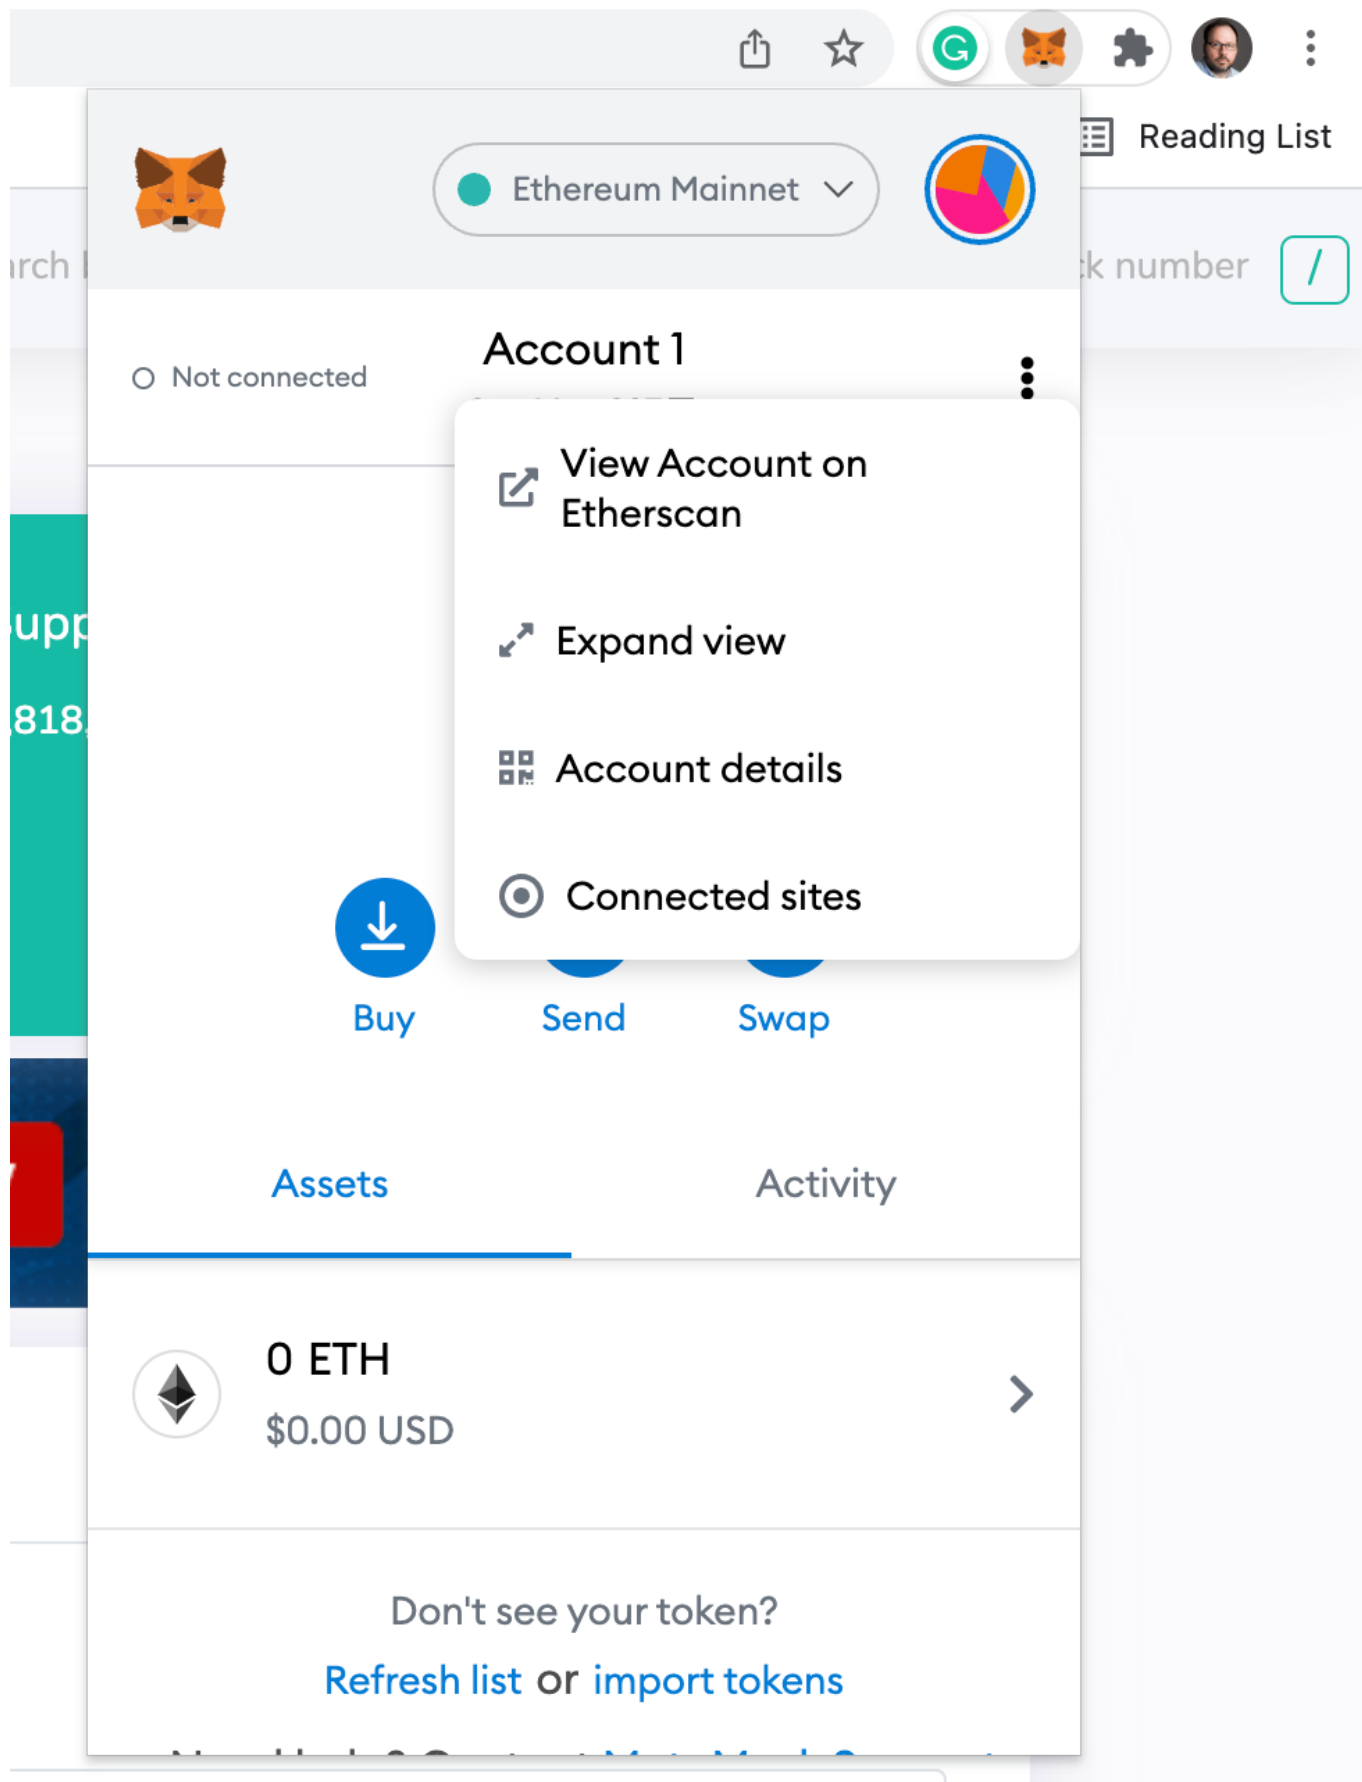 Reading List
Ethereum Mainnet
ck number
/
Account 1
Not connected
View Account on
Etherscan
Expand view
,818,
Account details
Connected sites
Buy
Send
Swap
Assets
Activity
0 ETH
$0.00 USD
Don't see your token?
Refresh list or import tokens